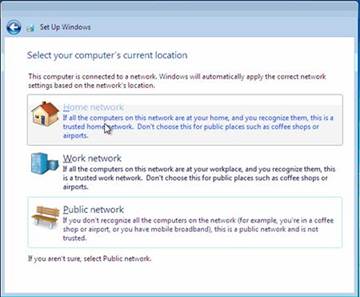 Set Up Windows
Select your computer's current location
This computer is connected to a network. Windows will automatically apply the correct network
settings based on the network's location.
Home network
If all the computers on this network are at your home, and you recognize them, this is a
trusted home network. Don't choose this for public places such as coffee shops or
airports.
Work network
If all the computers on this network are at your workplace, and you recognize them, this
is a trusted work network. Don't choose this for public places such as coffee shops or
airports.
Public network
If you don't recognize all the computers on the network (for example, you're in a coffee
shop or airport, or you have mobile broadband), this is a public network and is not
trusted.
If you aren't sure, select Public network.